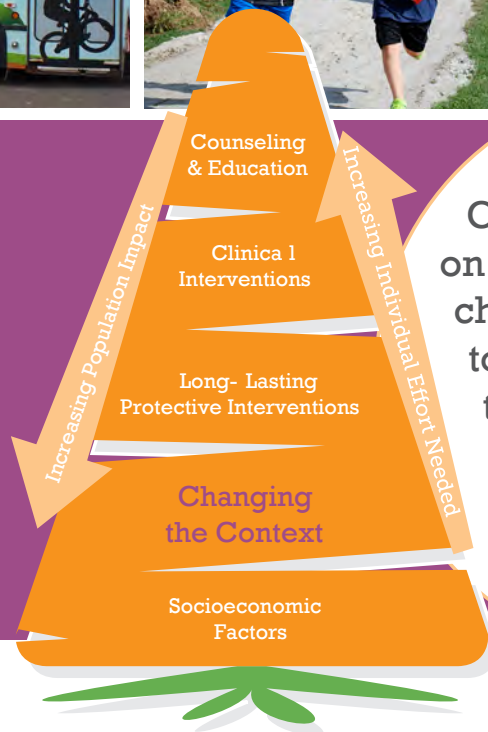 Counseling
& Education
Clinica l
Interventions
Long- Lasting
Protective Interventions
Changing
the Context
Socioeconomic
Factors
Increasing Population Impact
Increasing Individual Effort Needed
on